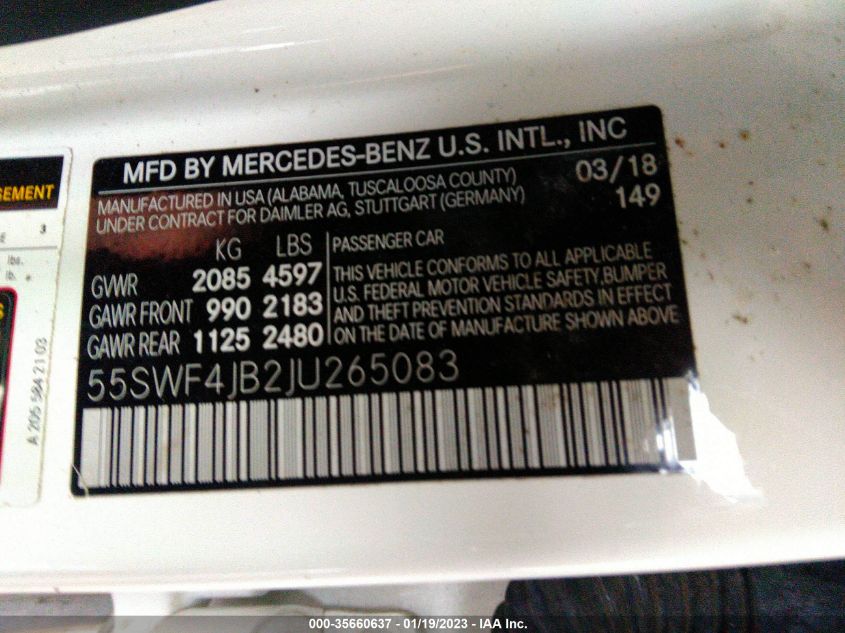 MFD BY MERCEDES-BENZ U.S. INTL., INC
MANUFACTURED IN USA (ALABAMA, TUSCALOOSA COUNTY) 03/18
UNDER CONTRACT FOR DAIMLER AG, STUTTGART (GERMANY) 149
KG LBS
GVWR 2085 4597
GAWR FRONT 990 2183
GAWR REAR 1125 2480
PASSENGER CAR
THIS VEHICLE CONFORMS TO ALL APPLICABLE
U.S. FEDERAL MOTOR VEHICLE SAFETY,BUMPER
AND THEFT PREVENTION STANDARDS IN EFFECT
ON THE DATE OF MANUFACTURE SHOWN ABOVE
55SWF4JB2JU265083
3
lbs.
lb.
A 205 584 21 03
000-35660637 - 01/19/2023 - IAA Inc.